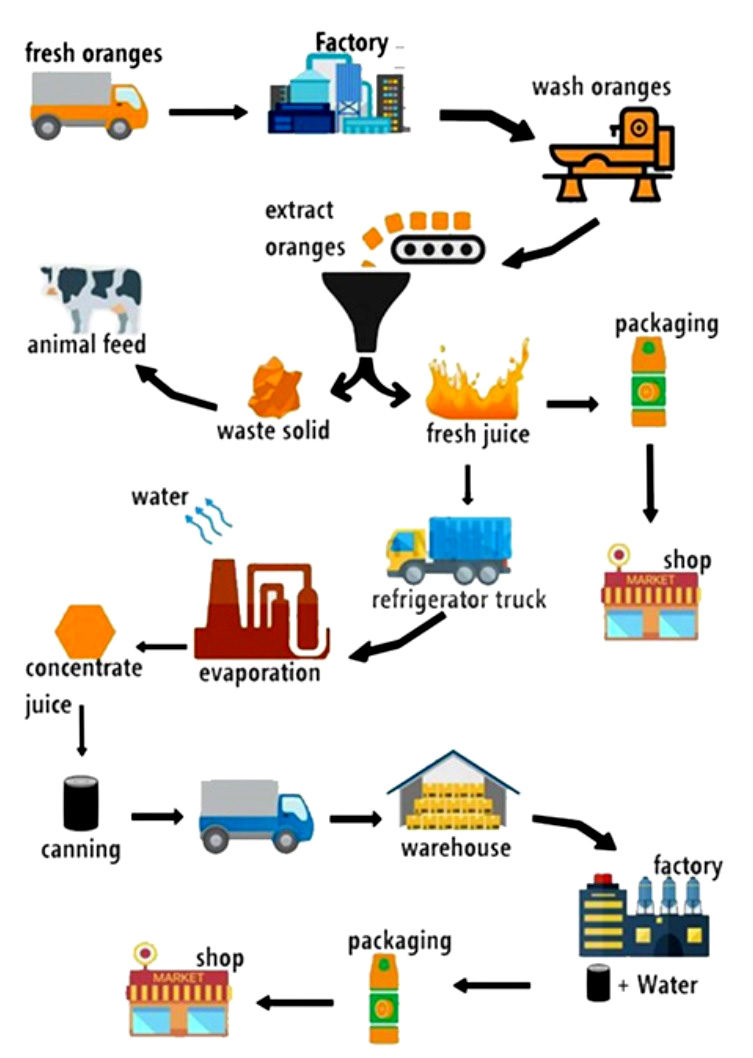 fresh oranges
Factory
wash oranges
extract
oranges
animal feed
waste solid
fresh juice
packaging
shop
MARKET
water
refrigerator truck
evaporation
concentrate
juice
canning
warehouse
factory
+ Water
packaging
shop
MARKET